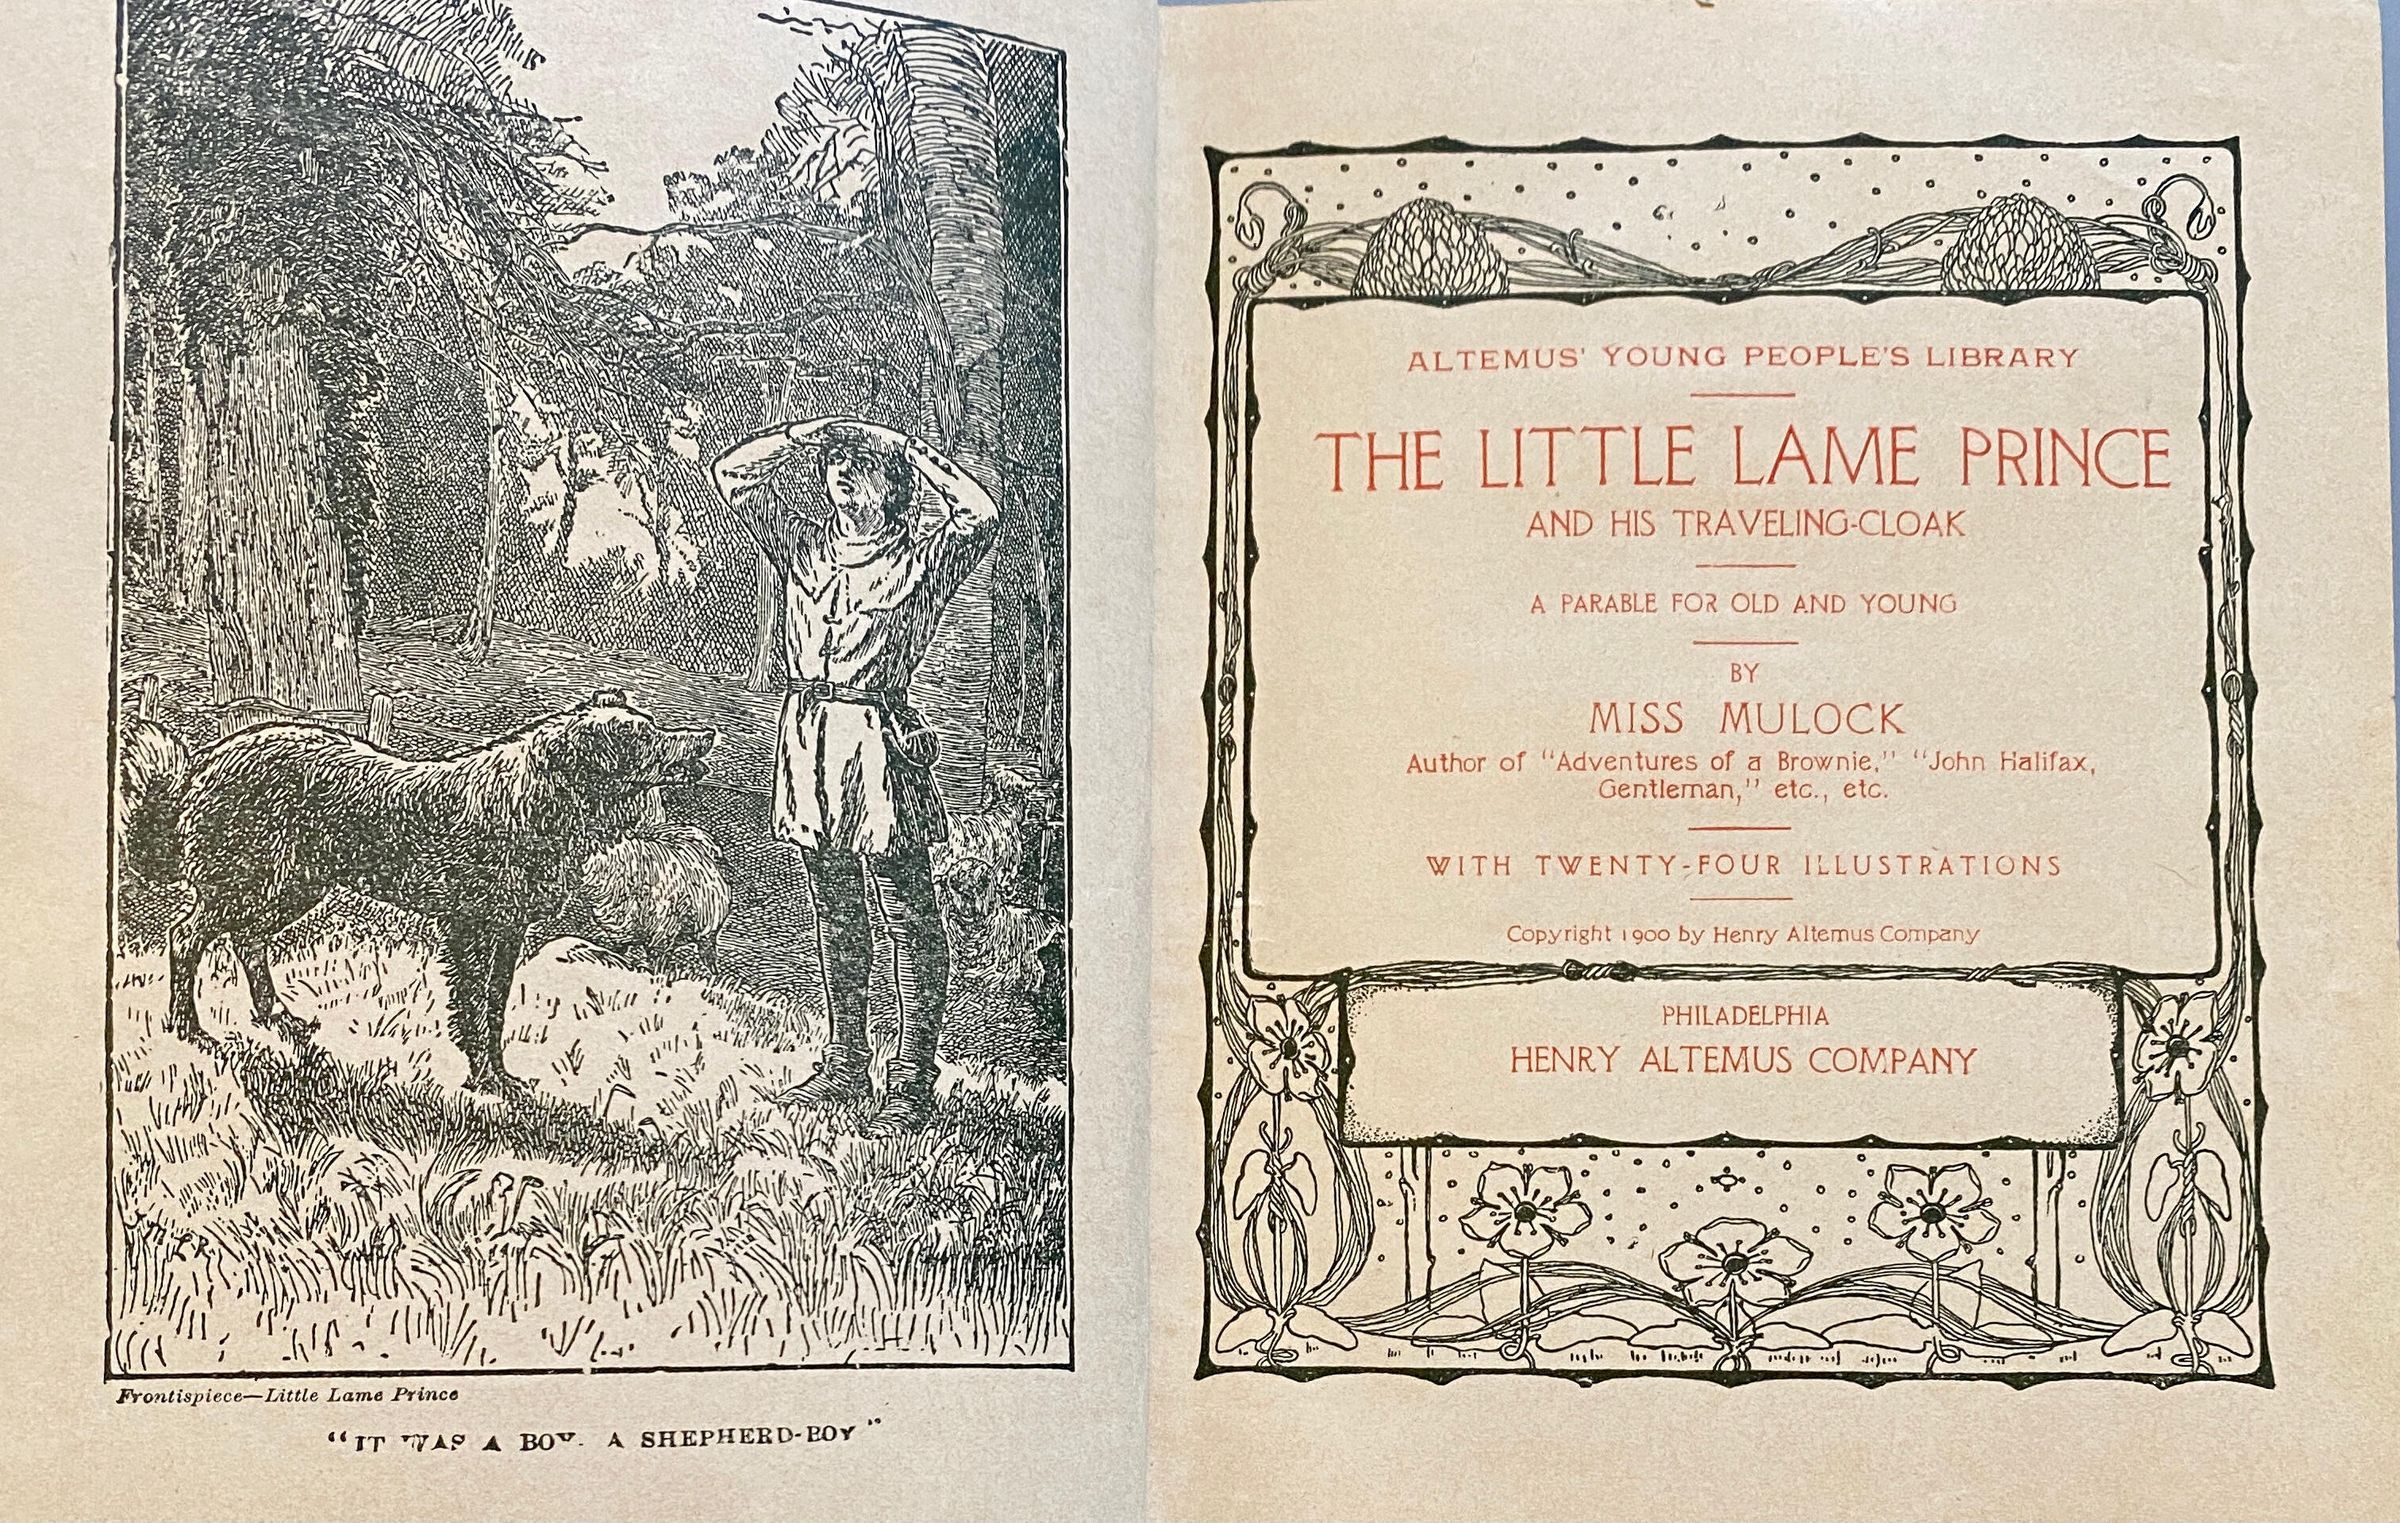 Frontispiece—Little Lame Prince
"IT WAS A BOY. A SHEPHERD-BOY"
ALTEMUS' YOUNG PEOPLE'S LIBRARY
THE LITTLE LAME PRINCE
AND HIS TRAVELING-CLOAK
A PARABLE FOR OLD AND YOUNG
BY
MISS MULOCK
Author of "Adventures of a Brownie," "John Halifax,
Gentleman," etc., etc.
WITH TWENTY-FOUR ILLUSTRATIONS
Copyright 1900 by Henry Altemus Company
PHILADELPHIA
HENRY ALTEMUS COMPANY